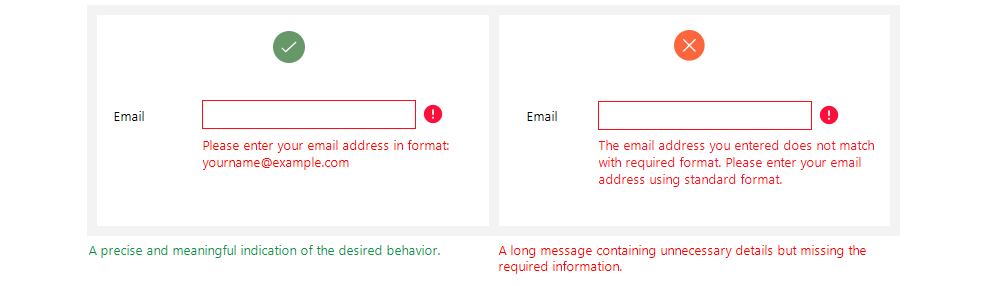 Email
Please enter your email address in format:
yourname@example.com
A precise and meaningful indication of the desired behavior.
Email
The email address you entered does not match
with required format. Please enter your email
address using standard format.
A long message containing unnecessary details but missing the
required information.